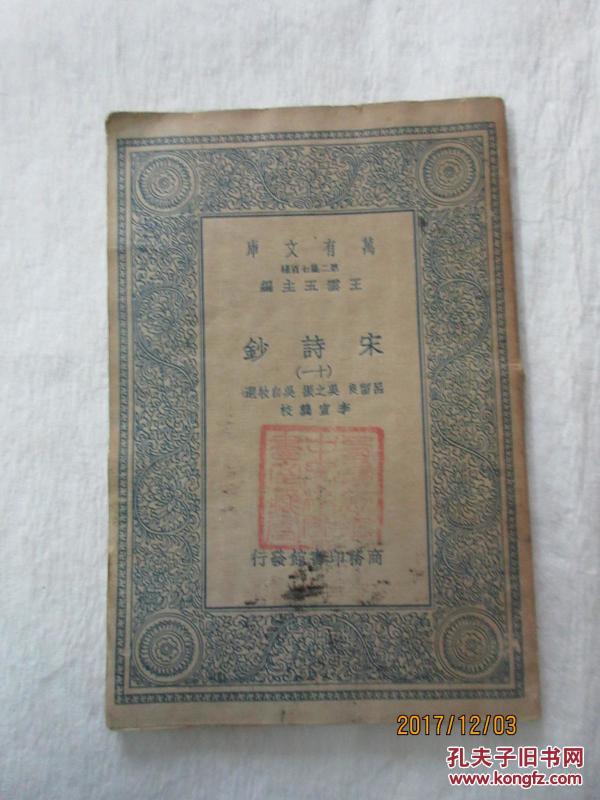 萬有文庫
第二集七百種
王雲五主編
宋詩鈔
(十一)
呂留良 吳之振 吳自牧選
李宣龔校
商務印書館發行
2017/12/03
孔夫子旧书网
www.kongfz.com